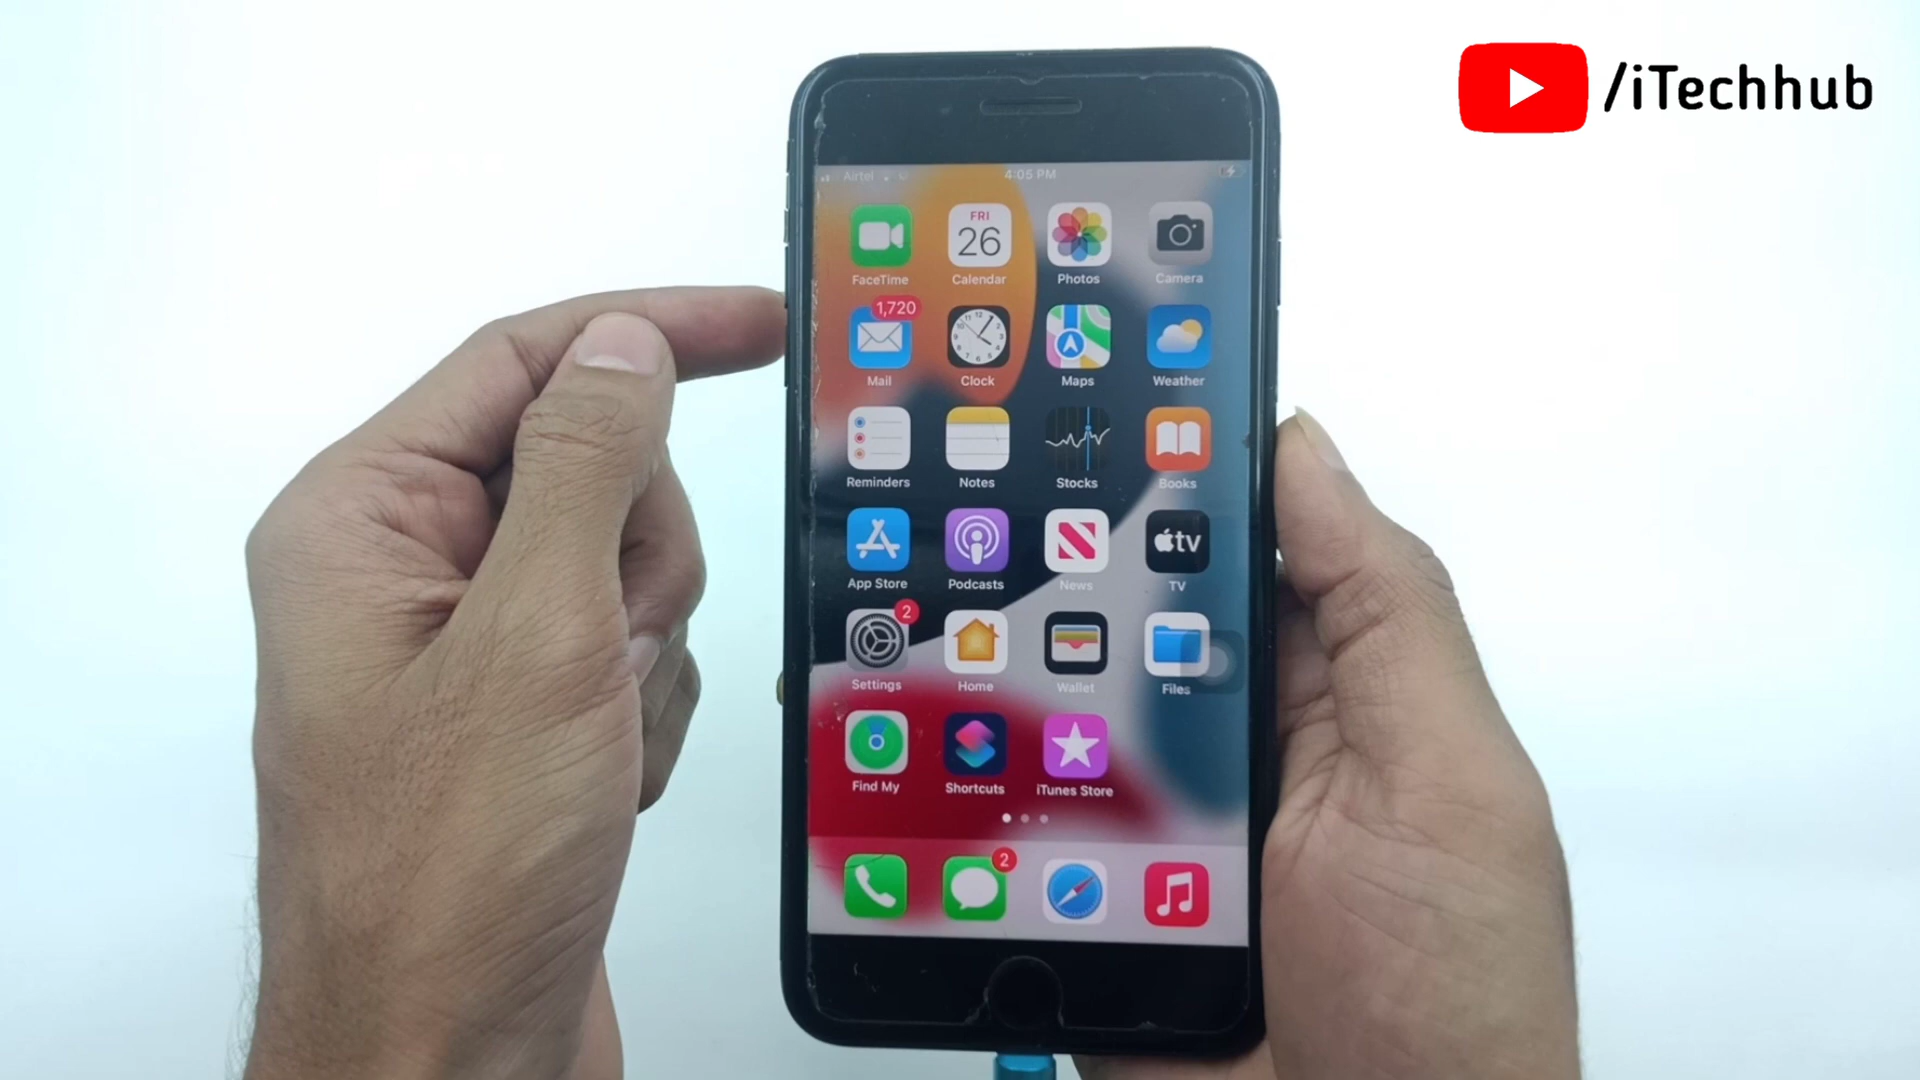 /iTechhub
Airtel 4:05 PM
FRI
26
FaceTime Calendar Photos Camera
1,720
12
Mail Clock Maps Weather
Reminders Notes Stocks Books
tv
App Store Podcasts News TV
2
Settings Home Wallet Files
Find My Shortcuts iTunes Store
2